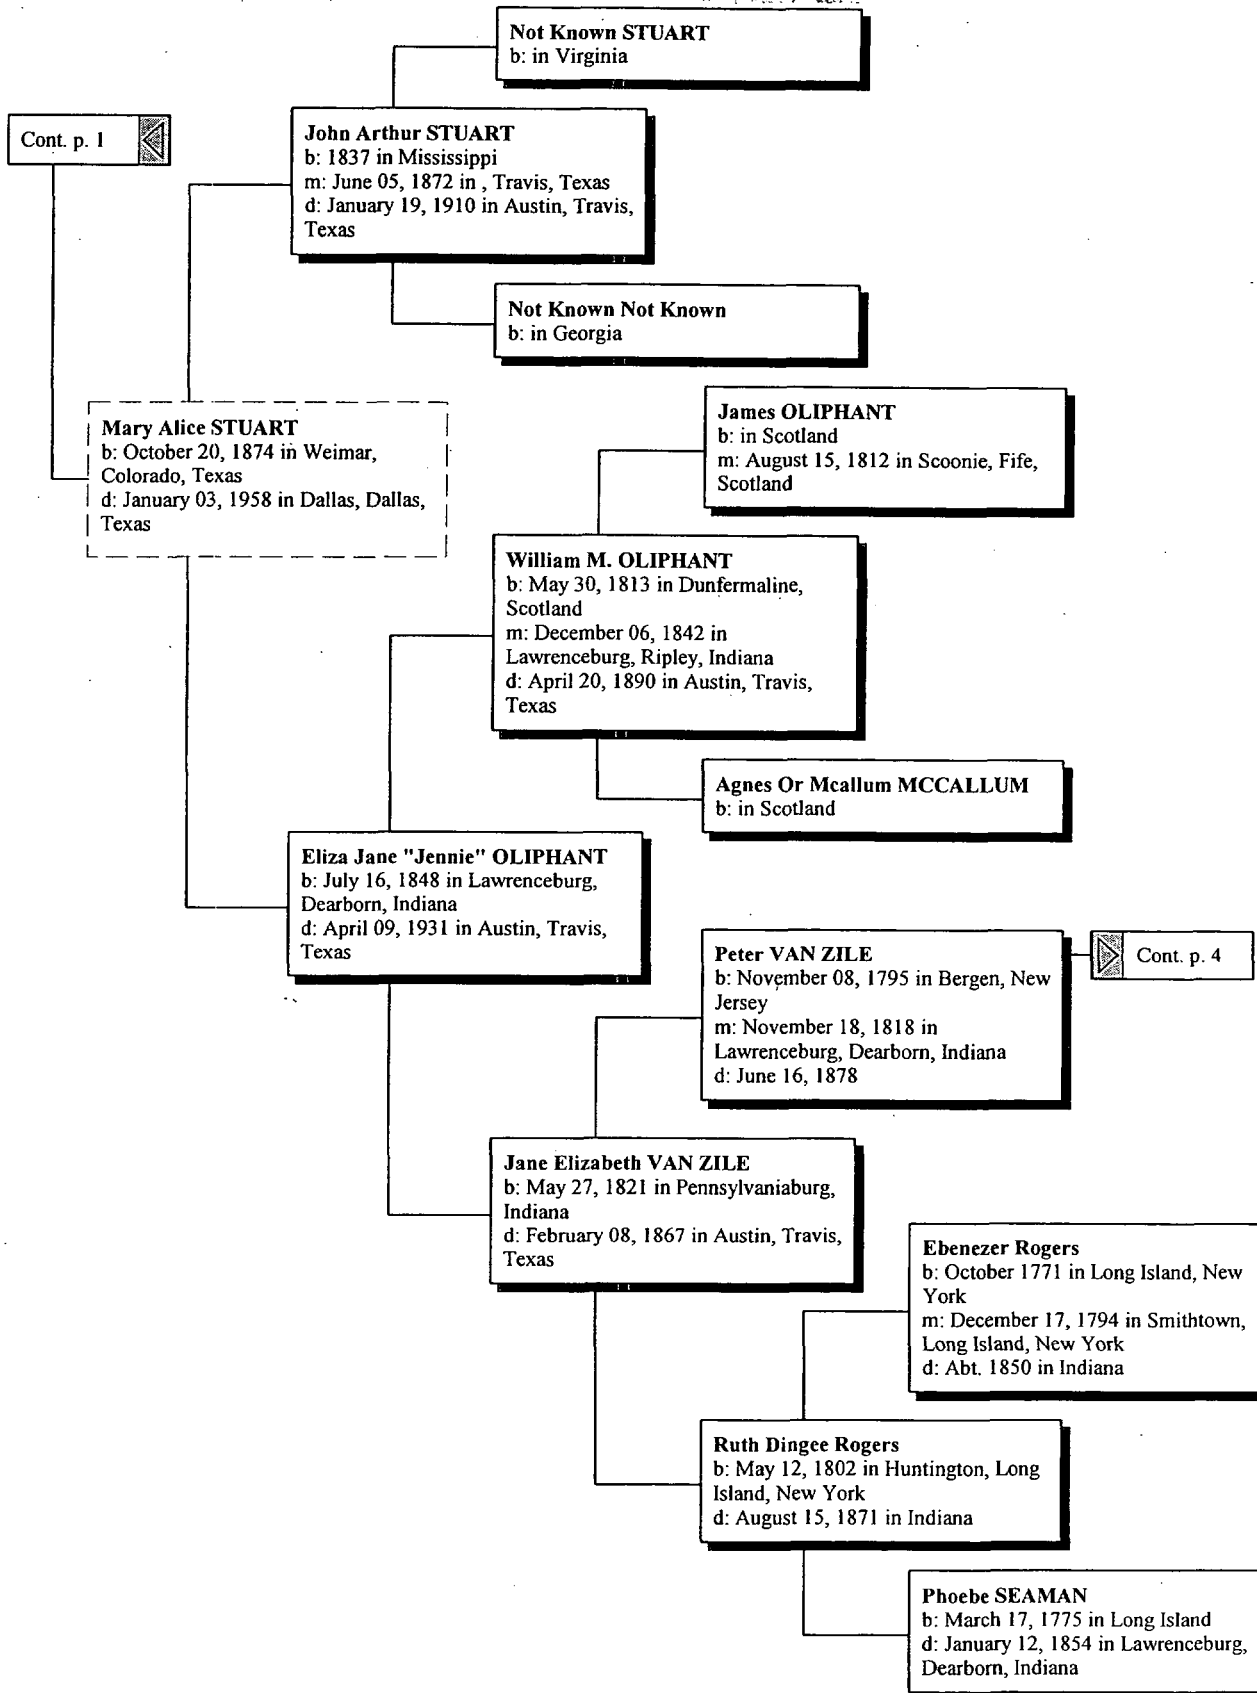 Not Known STUART
b: in Virginia
Cont. p. 1
John Arthur STUART
b: 1837 in Mississippi
m: June 05, 1872 in , Travis, Texas
d: January 19, 1910 in Austin, Travis,
Texas
Not Known Not Known
b: in Georgia
Mary Alice STUART
b: October 20, 1874 in Weimar,
Colorado, Texas
d: January 03, 1958 in Dallas, Dallas,
Texas
James OLIPHANT
b: in Scotland
m: August 15, 1812 in Scoonie, Fife,
Scotland
William M. OLIPHANT
b: May 30, 1813 in Dunfermaline,
Scotland
m: December 06, 1842 in
Lawrenceburg, Ripley, Indiana
d: April 20, 1890 in Austin, Travis,
Texas
Agnes Or Mcallum MCCALLUM
b: in Scotland
Eliza Jane "Jennie" OLIPHANT
b: July 16, 1848 in Lawrenceburg,
Dearborn, Indiana
d: April 09, 1931 in Austin, Travis,
Texas
Peter VAN ZILE
b: November 08, 1795 in Bergen, New
Jersey
m: November 18, 1818 in
Lawrenceburg, Dearborn, Indiana
d: June 16, 1878
Cont. p. 4
Jane Elizabeth VAN ZILE
b: May 27, 1821 in Pennsylvaniaburg,
Indiana
d: February 08, 1867 in Austin, Travis,
Texas
Ebenezer Rogers
b: October 1771 in Long Island, New
York
m: December 17, 1794 in Smithtown,
Long Island, New York
d: Abt. 1850 in Indiana
Ruth Dingee Rogers
b: May 12, 1802 in Huntington, Long
Island, New York
d: August 15, 1871 in Indiana
Phoebe SEAMAN
b: March 17, 1775 in Long Island
d: January 12, 1854 in Lawrenceburg,
Dearborn, Indiana